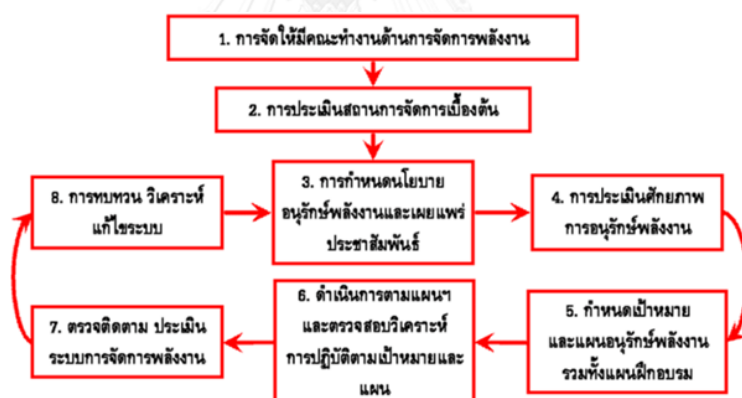 1. การจัดให้มีคณะทำงานด้านการจัดการพลังงาน
2. การประเมินสถานการจัดการเบื้องต้น
3. การกำหนดนโยบาย
อนุรักษ์พลังงานและเผยแพร่
ประชาสัมพันธ์
4. การประเมินศักยภาพ
การอนุรักษ์พลังงาน
5. กำหนดเป้าหมาย
และแผนอนุรักษ์พลังงาน
รวมทั้งแผนฝึกอบรม
6. ดำเนินการตามแผนฯ
และตรวจสอบวิเคราะห์
การปฏิบัติตามเป้าหมายและ
แผน
7. ตรวจติดตาม ประเมิน
ระบบการจัดการพลังงาน
8. การทบทวน วิเคราะห์
แก้ไขระบบ